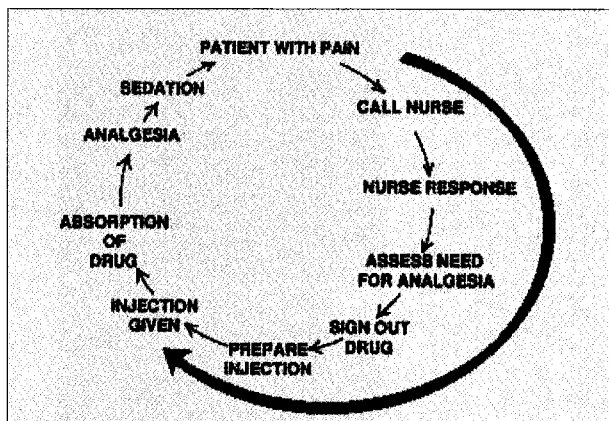 PATIENT WITH PAIN
CALL NURSE
NURSE RESPONSE
ASSESS NEED
FOR ANALGESIA
SIGN OUT
DRUG
PREPARE
INJECTION
INJECTION
GIVEN
ABSORPTION
OF
DRUG
ANALGESIA
SEDATION